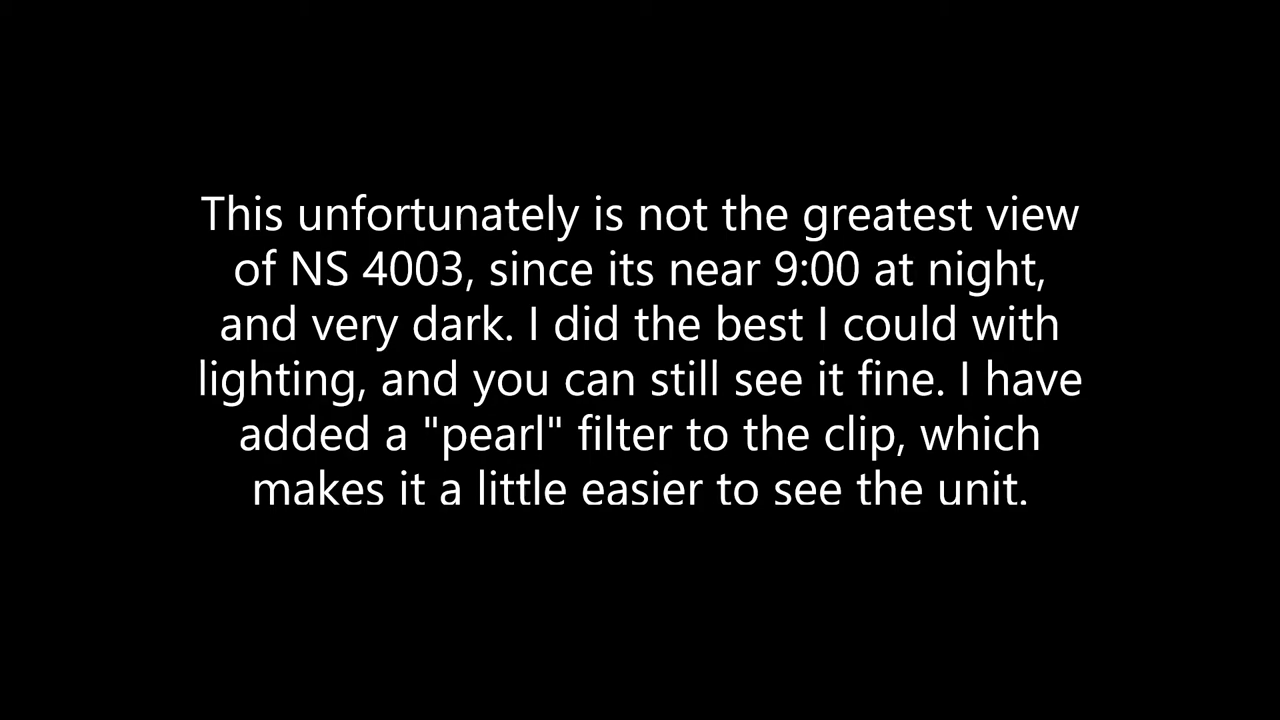 This unfortunately is not the greatest view
of NS 4003, since its near 9:00 at night,
and very dark. I did the best I could with
lighting, and you can still see it fine. I have
added a "pearl" filter to the clip, which
makes it a little easier to see the unit.